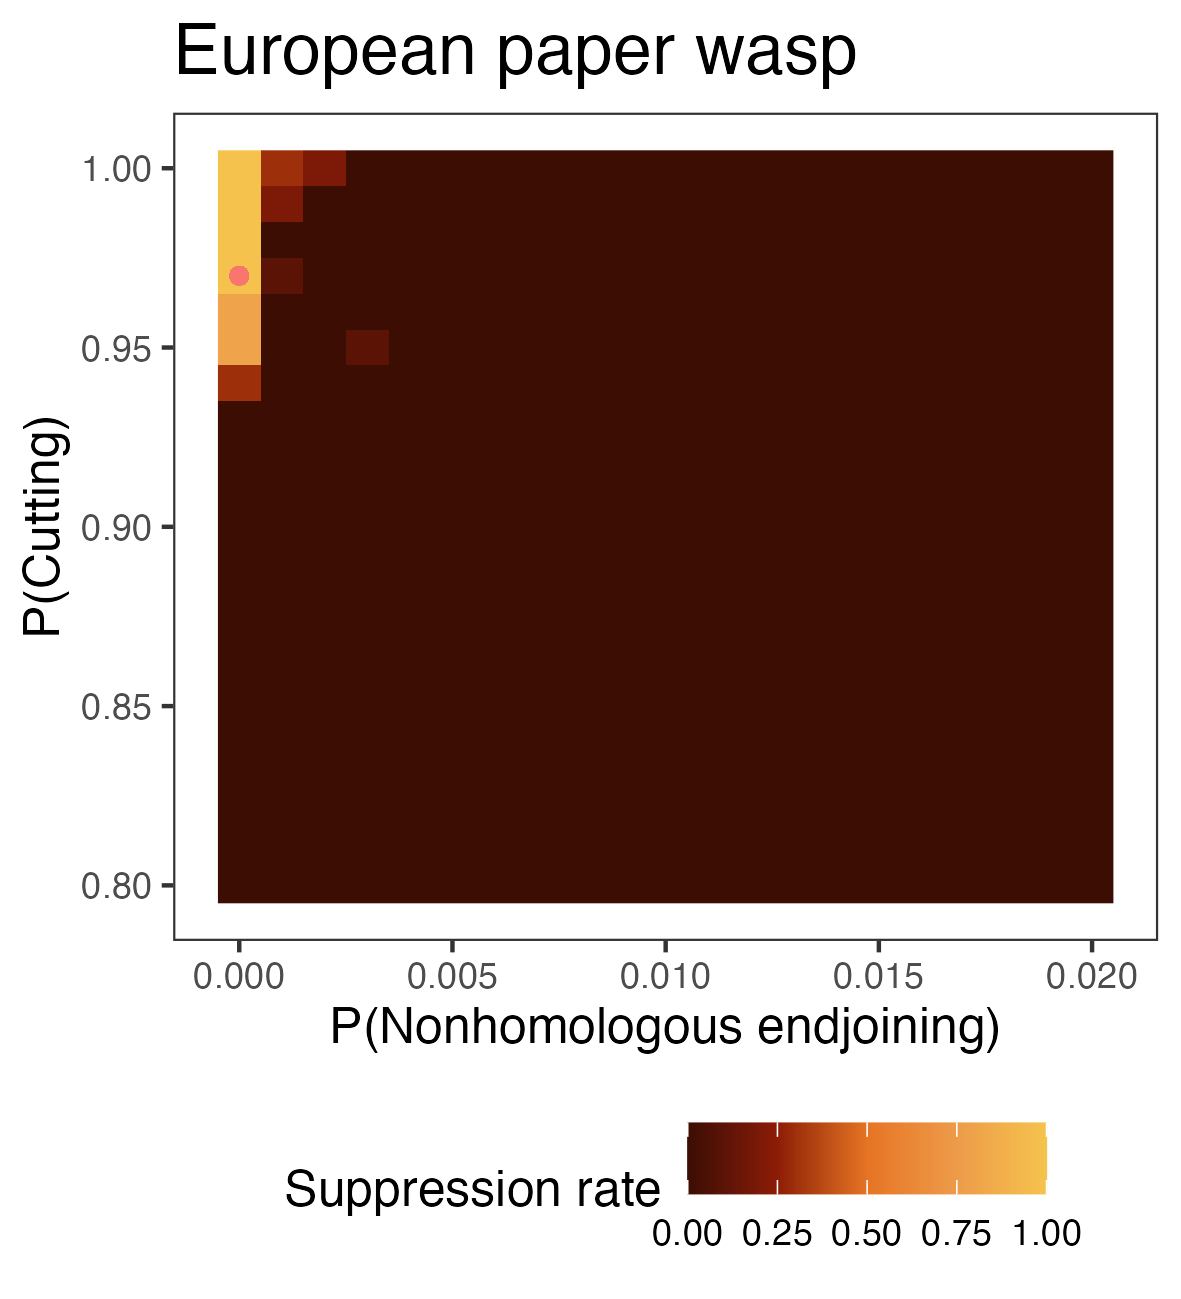 European paper wasp
1.00
0.95
0.90
0.85
0.80
P(Cutting)
0.000 0.005 0.010 0.015 0.020
P(Nonhomologous endjoining)
Suppression rate
0.00 0.25 0.50 0.75 1.00